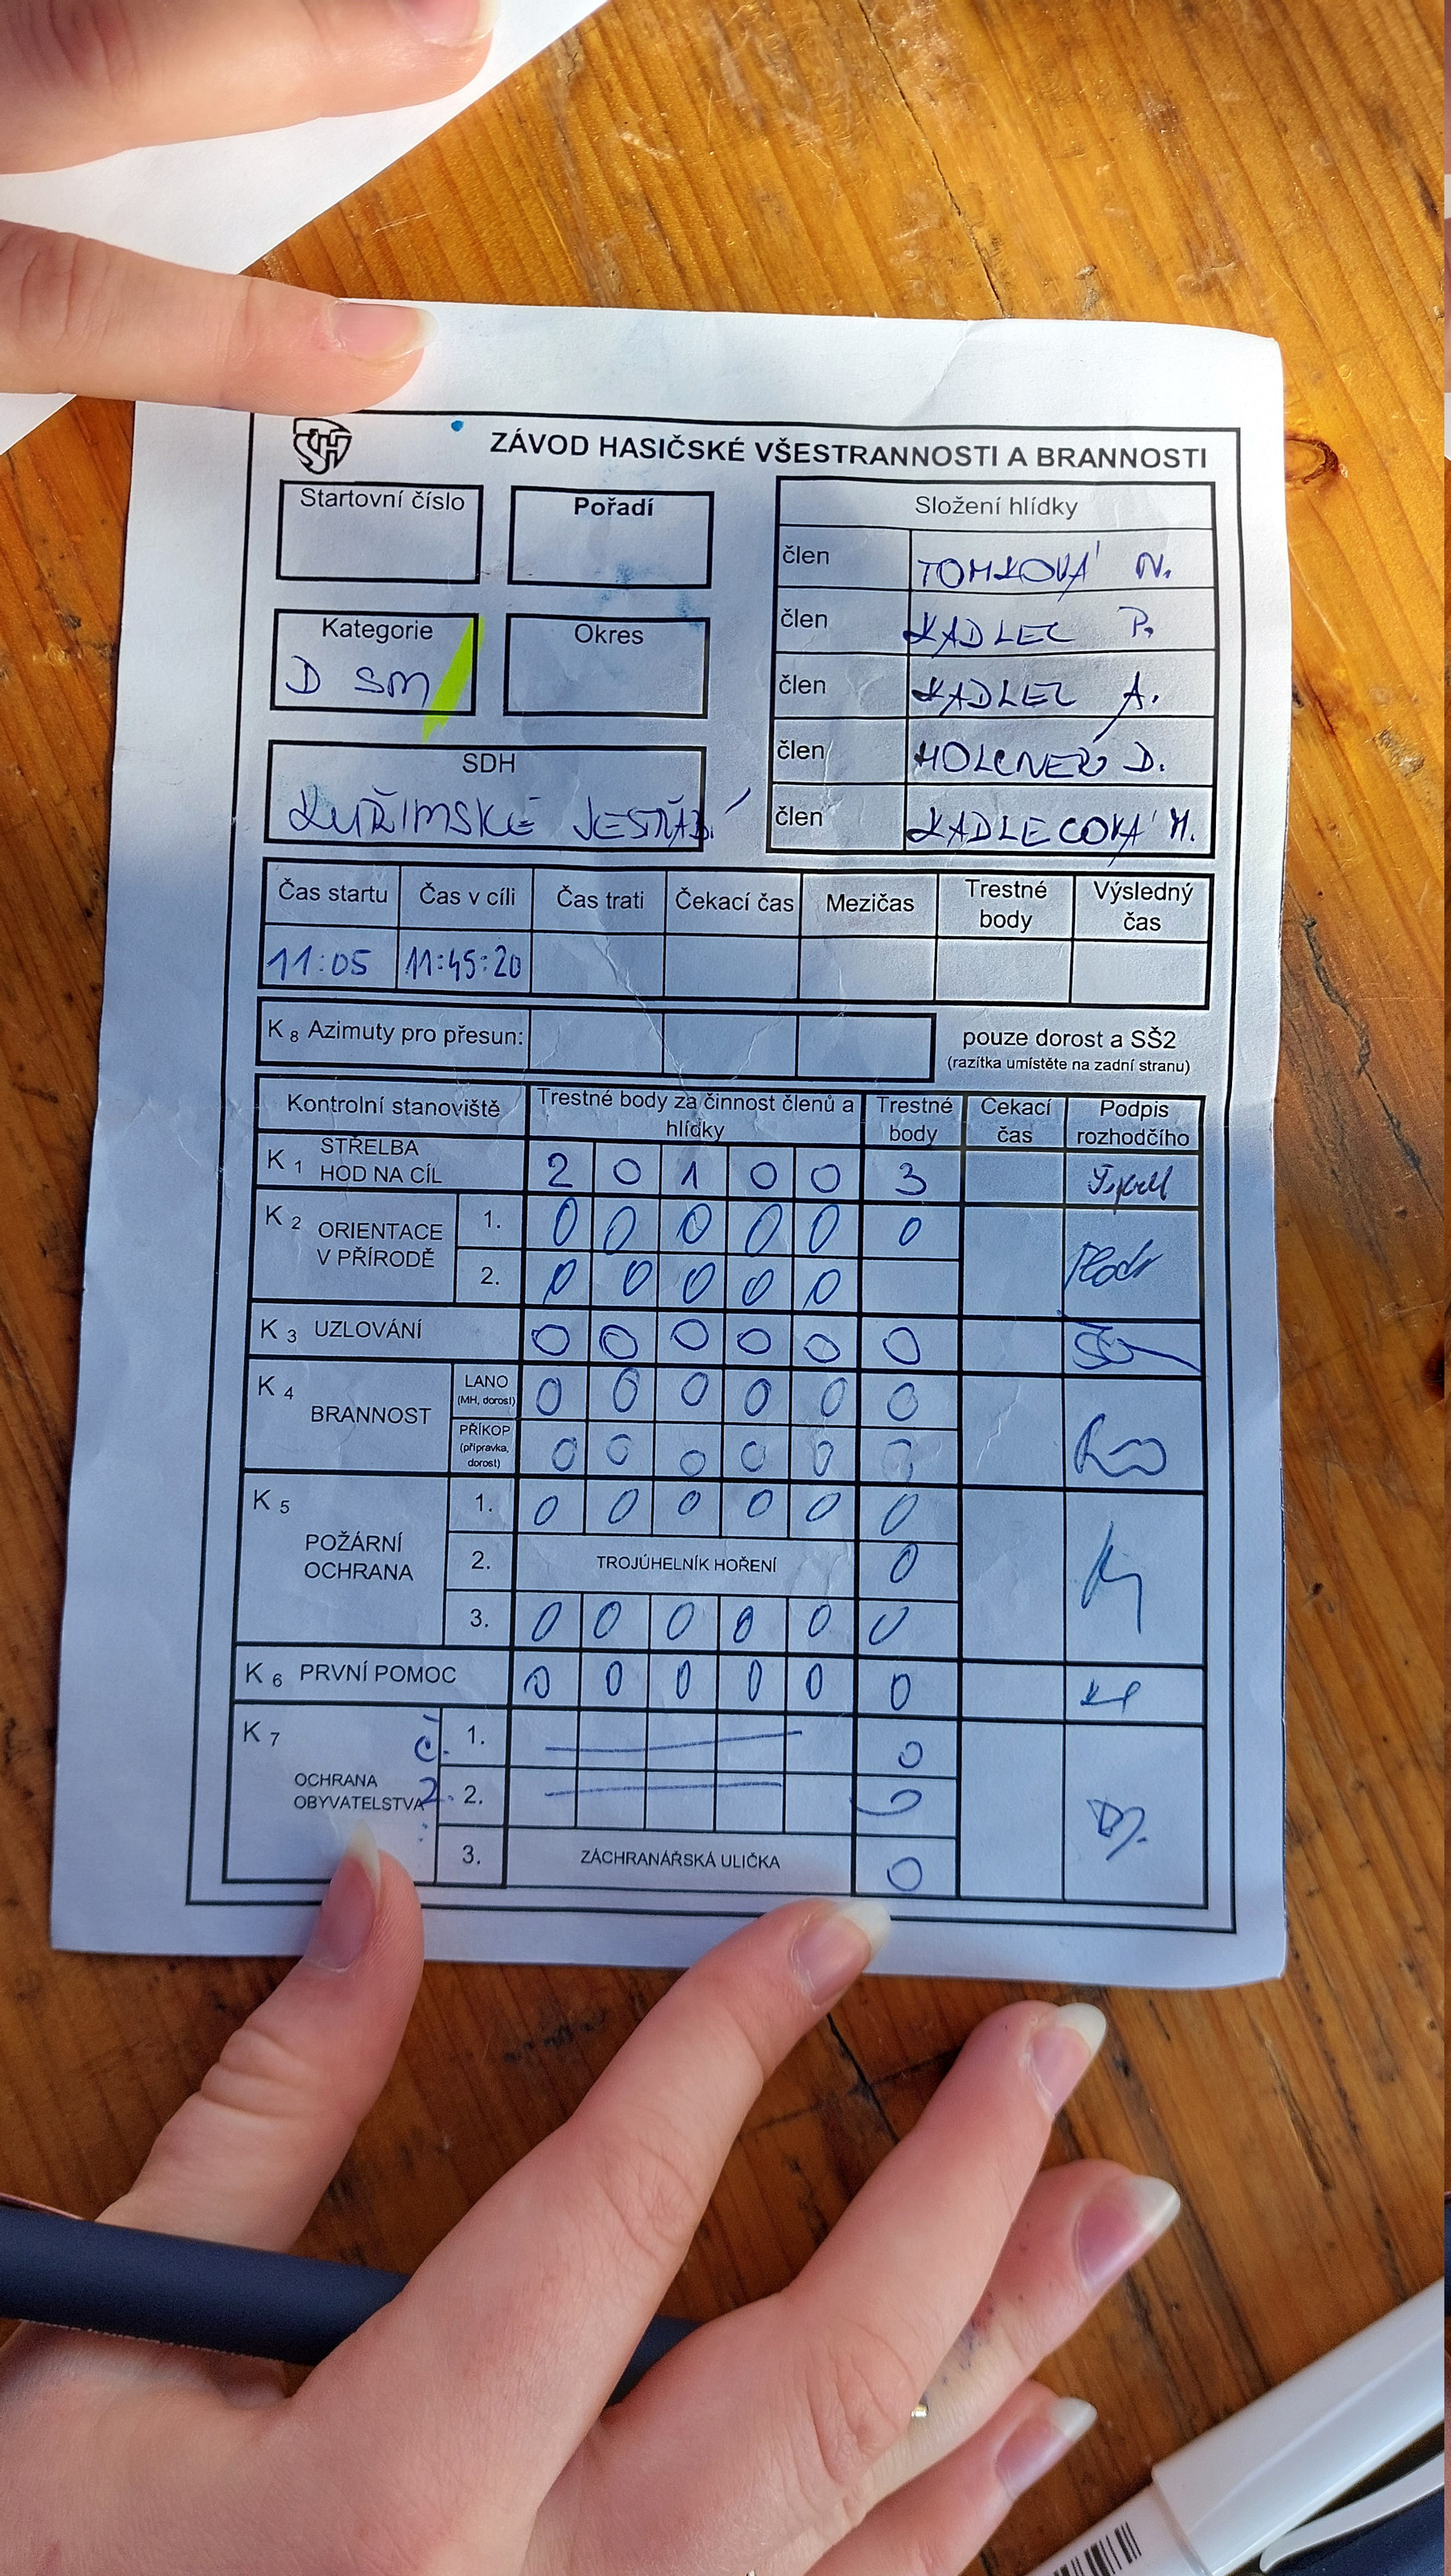 ZÁVOD HASIČSKÉ VŠESTRANNOSTI A BRANNOSTI
Startovní číslo
Pořadí
Kategorie
D SM
Okres
SDH
KUŘIMSKÉ
Složení hlídky
člen TOMKOVÁ N.
člen KADLEC P.
člen KADLEC A.
člen HOLCNER D.
člen KADLECOVÁ M.
Čas startu Čas v cíli Čas trati Čekací čas Mezičas Trestné body Výsledný čas
11:05 11:45:20
K 8 Azimuty pro přesun: pouze dorost a SŠ2
(razítka umístěte na zadní stranu)
Kontrolní stanoviště Trestné body za činnost členů a hlídky Trestné body Čekací čas Podpis rozhodčího
K 1 STŘELBA HOD NA CÍL 2 0 1 0 0 3
K 2 ORIENTACE V PŘÍRODĚ
1. 0 0 0 0 0 0
2. 0 0 0 0 0
K 3 UZLOVÁNÍ 0 0 0 0 0 0
K 4 BRANNOST
LANO (MH, dorost) 0 0 0 0 0 0
PŘÍKOP (přípravka, dorost) 0 0 0 0 0 0
K 5 POŽÁRNÍ OCHRANA
1. 0 0 0 0 0 0
2. TROJÚHELNÍK HOŘENÍ 0
3. 0 0 0 0 0 0
K 6 PRVNÍ POMOC 0 0 0 0 0 0
K 7 OCHRANA OBYVATELSTVA
č. 1. 0
2. 2. 0
3. ZÁCHRANÁŘSKÁ ULIČKA 0